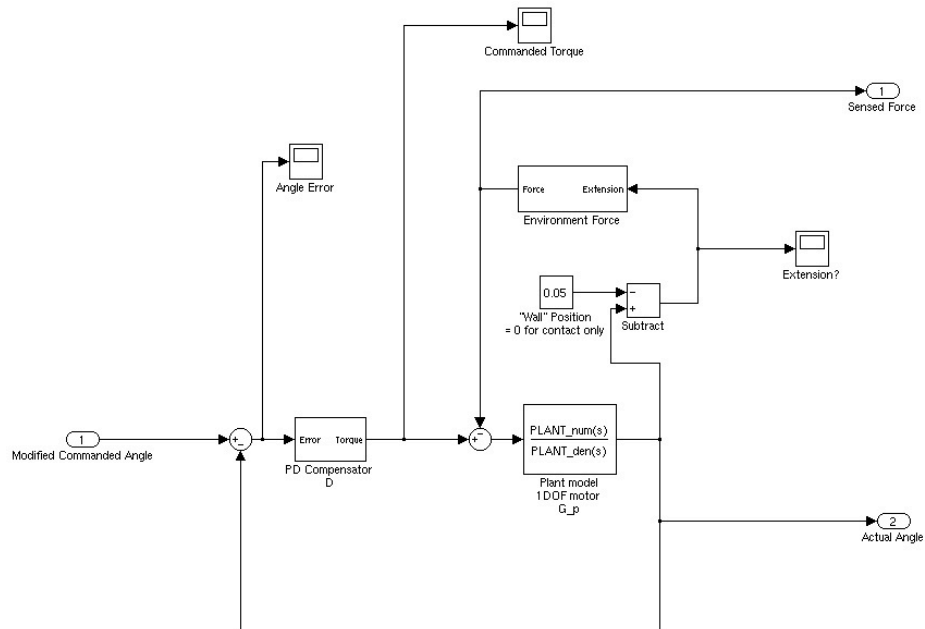 Commanded Torque
1
Sensed Force
Angle Error
Force Extension
Environment Force
Extension?
0.05
−
+
Subtract
"Wall" Position
= 0 for contact only
1
Modified Commanded Angle
+
−
Error Torque
PD Compensator
D
+
−
PLANT_num(s)
PLANT_den(s)
Plant model
1DOF motor
G_p
2
Actual Angle